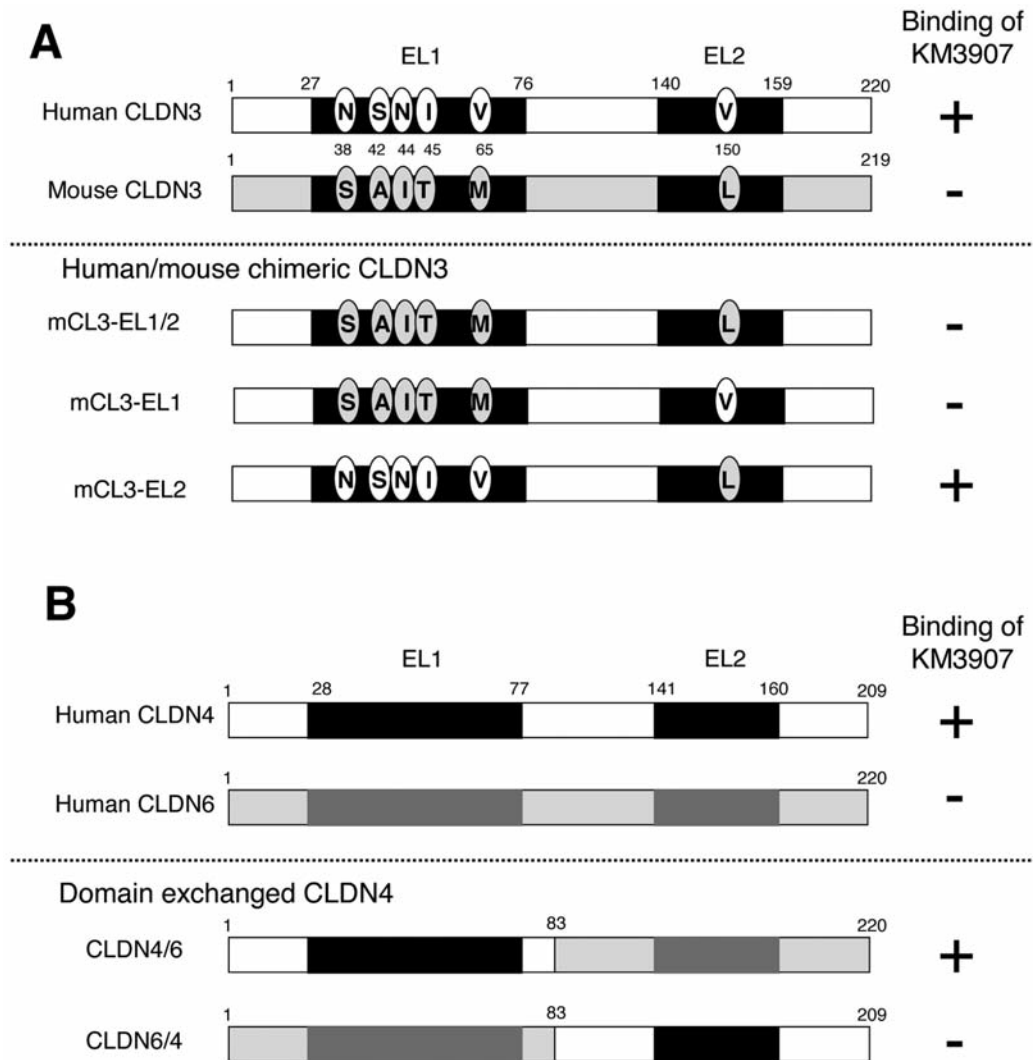 A
Binding of
KM3907
EL1 EL2
1 27 76 140 159 220
Human CLDN3 N S N I V V +
38 42 44 45 65 150
1 219
Mouse CLDN3 S A I T M L -
Human/mouse chimeric CLDN3
mCL3-EL1/2 S A I T M L -
mCL3-EL1 S A I T M V -
mCL3-EL2 N S N I V L +
B
Binding of
KM3907
EL1 EL2
1 28 77 141 160 209
Human CLDN4 +
1 220
Human CLDN6 -
Domain exchanged CLDN4
1 83 220
CLDN4/6 +
1 83 209
CLDN6/4 -